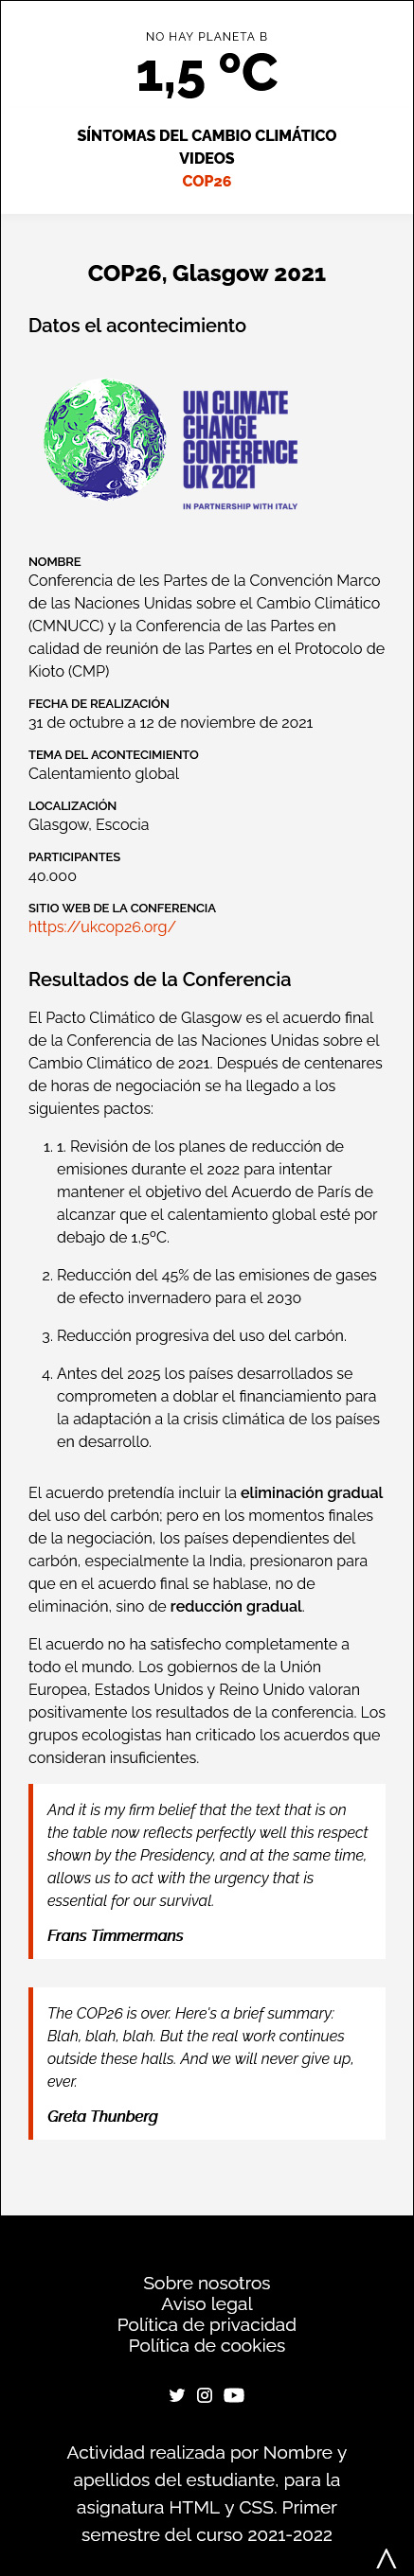 NO HAY PLANETA B
1,5 ºC
SÍNTOMAS DEL CAMBIO CLIMÁTICO
VIDEOS
COP26
COP26, Glasgow 2021
Datos el acontecimiento
UN CLIMATE
CHANGE
CONFERENCE
UK 2021
IN PARTNERSHIP WITH ITALY
NOMBRE
Conferencia de les Partes de la Convención Marco
de las Naciones Unidas sobre el Cambio Climático
(CMNUCC) y la Conferencia de las Partes en
calidad de reunión de las Partes en el Protocolo de
Kioto (CMP)
FECHA DE REALIZACIÓN
31 de octubre a 12 de noviembre de 2021
TEMA DEL ACONTECIMIENTO
Calentamiento global
LOCALIZACIÓN
Glasgow, Escocia
PARTICIPANTES
40.000
SITIO WEB DE LA CONFERENCIA
https://ukcop26.org/
Resultados de la Conferencia
El Pacto Climático de Glasgow es el acuerdo final
de la Conferencia de las Naciones Unidas sobre el
Cambio Climático de 2021. Después de centenares
de horas de negociación se ha llegado a los
siguientes pactos:
1. 1. Revisión de los planes de reducción de
emisiones durante el 2022 para intentar
mantener el objetivo del Acuerdo de París de
alcanzar que el calentamiento global esté por
debajo de 1,5ºC.
2. Reducción del 45% de las emisiones de gases
de efecto invernadero para el 2030
3. Reducción progresiva del uso del carbón.
4. Antes del 2025 los países desarrollados se
comprometen a doblar el financiamiento para
la adaptación a la crisis climática de los países
en desarrollo.
El acuerdo pretendía incluir la eliminación gradual
del uso del carbón; pero en los momentos finales
de la negociación, los países dependientes del
carbón, especialmente la India, presionaron para
que en el acuerdo final se hablase, no de
eliminación, sino de reducción gradual.
El acuerdo no ha satisfecho completamente a
todo el mundo. Los gobiernos de la Unión
Europea, Estados Unidos y Reino Unido valoran
positivamente los resultados de la conferencia. Los
grupos ecologistas han criticado los acuerdos que
consideran insuficientes.
And it is my firm belief that the text that is on
the table now reflects perfectly well this respect
shown by the Presidency, and at the same time,
allows us to act with the urgency that is
essential for our survival.
Frans Timmermans
The COP26 is over. Here's a brief summary:
Blah, blah, blah. But the real work continues
outside these halls. And we will never give up,
ever.
Greta Thunberg
Sobre nosotros
Aviso legal
Política de privacidad
Política de cookies
Actividad realizada por Nombre y
apellidos del estudiante, para la
asignatura HTML y CSS. Primer
semestre del curso 2021-2022